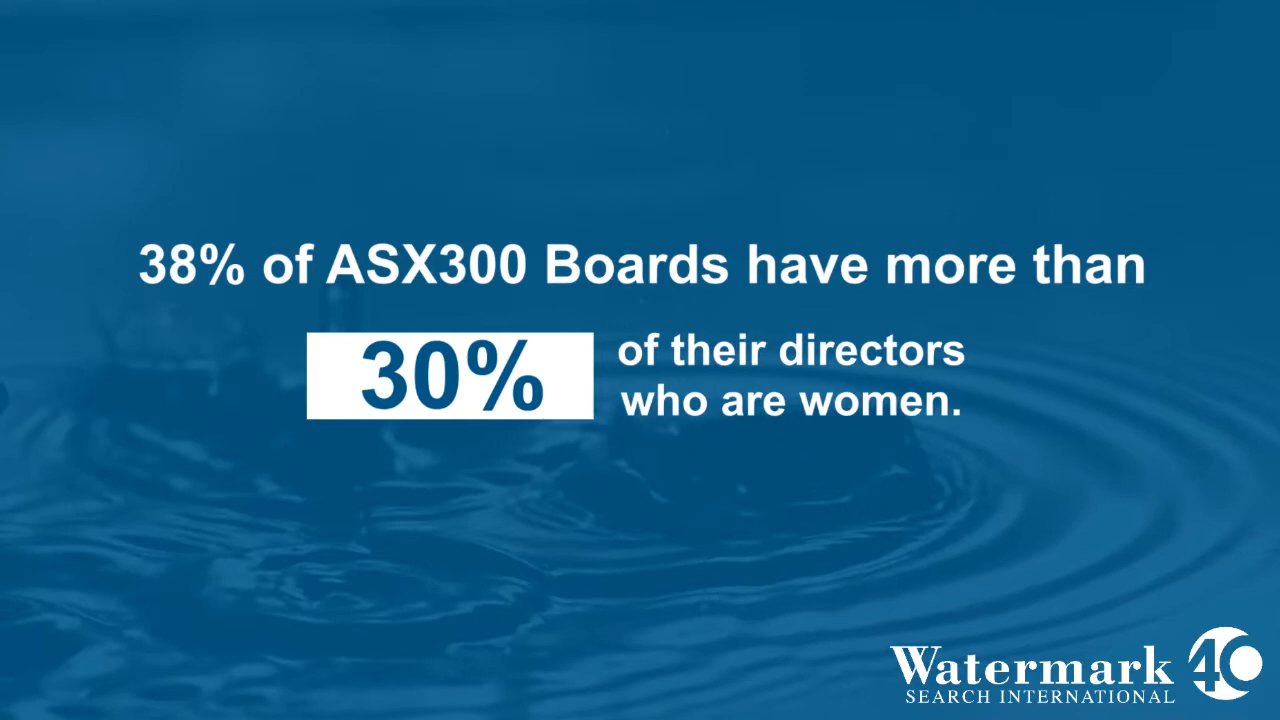 38% of ASX300 Boards have more than
30%
of their directors
who are women.
Watermark 40
SEARCH INTERNATIONAL